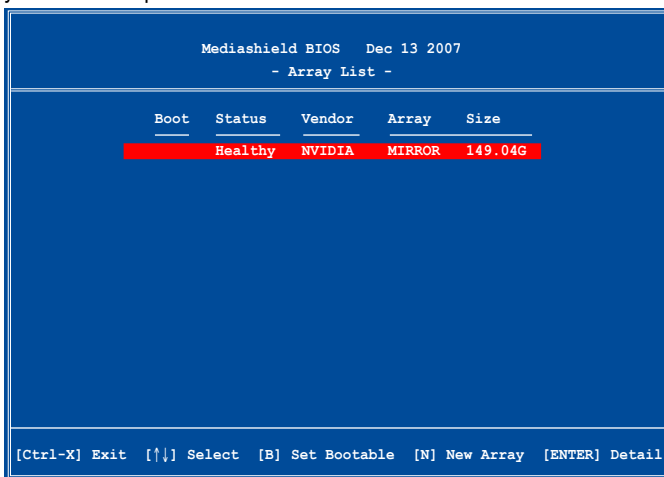 Mediashield BIOS Dec 13 2007
- Array List -
Boot Status Vendor Array Size
Healthy NVIDIA MIRROR 149.04G
[Ctrl-X] Exit [↑↓] Select [B] Set Bootable [N] New Array [ENTER] Detail